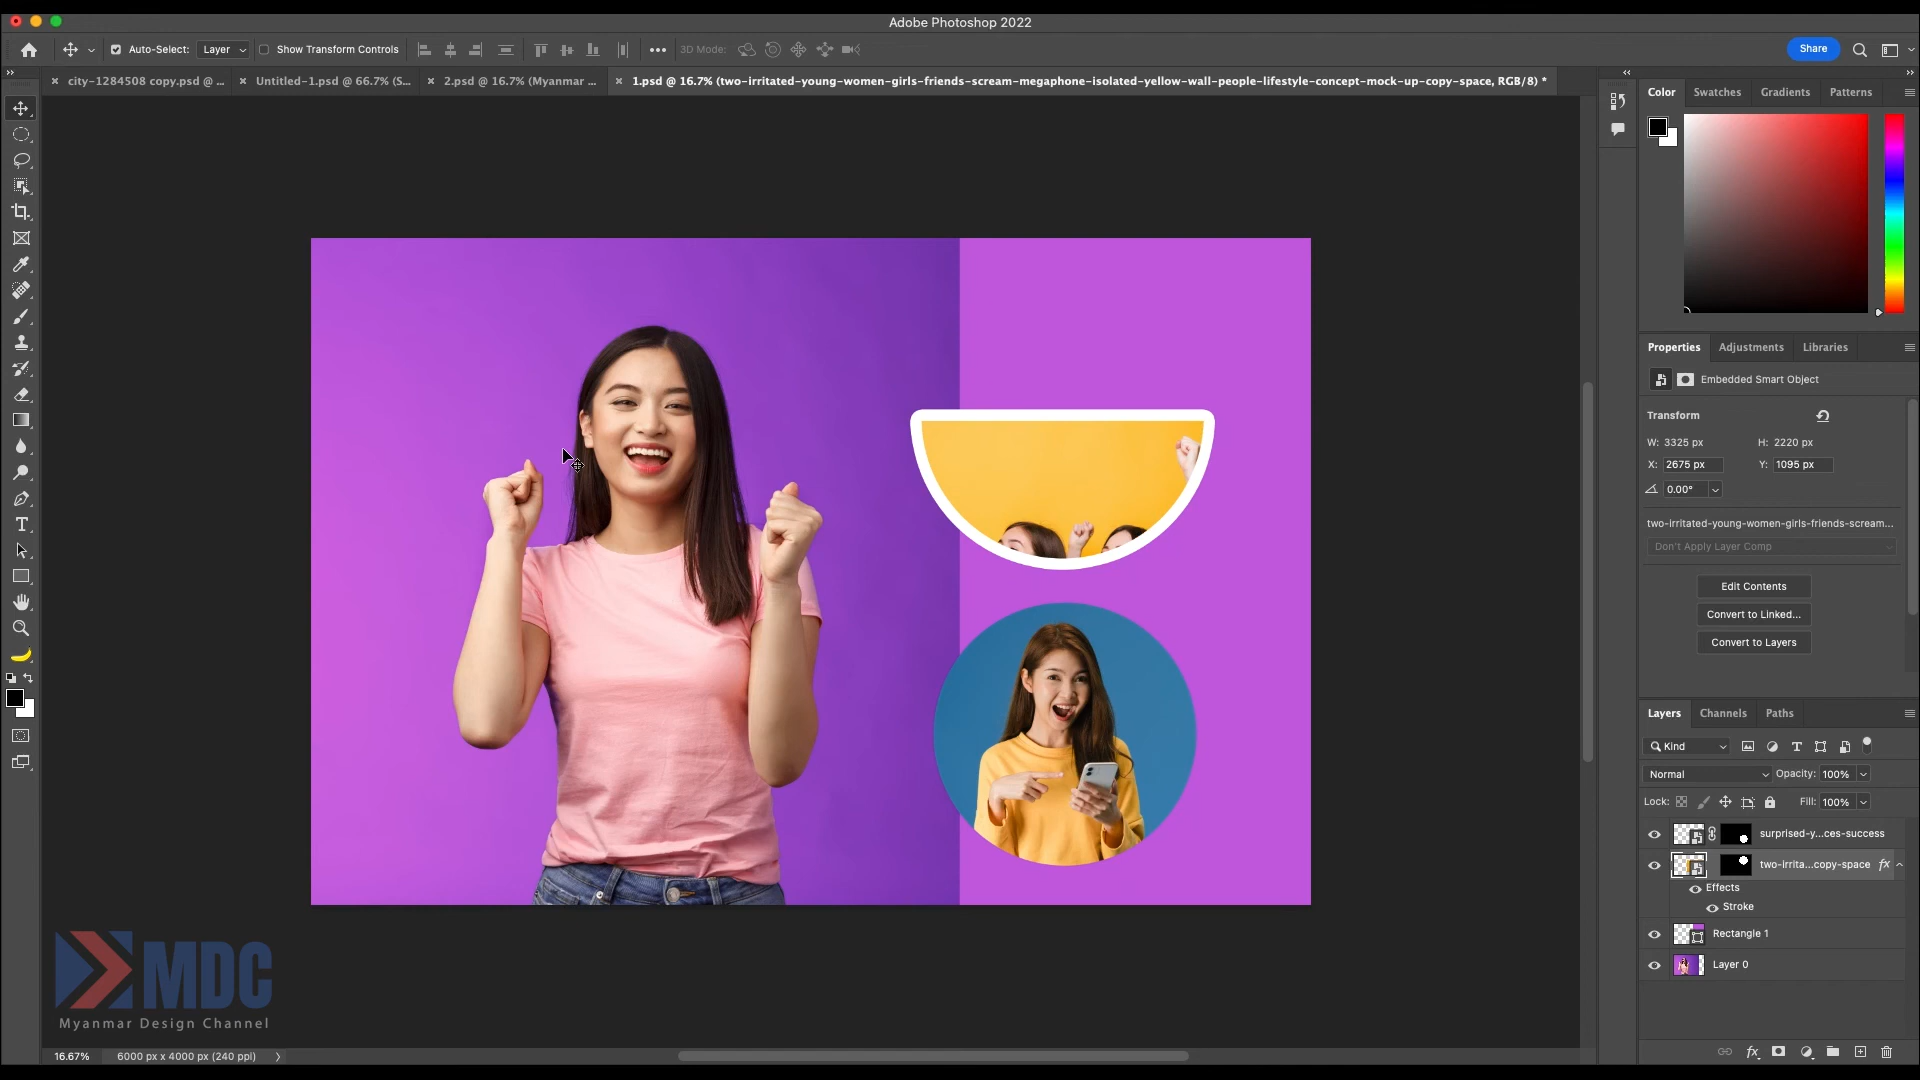 Adobe Photoshop 2022
Auto-Select: Layer Show Transform Controls 3D Mode: Share
city-1284508 copy.psd @ ... Untitled-1.psd @ 66.7% (S... 2.psd @ 16.7% (Myanmar ... 1.psd @ 16.7% (two-irritated-young-women-girls-friends-scream-megaphone-isolated-yellow-wall-people-lifestyle-concept-mock-up-copy-space, RGB/8) *
Color Swatches Gradients Patterns
Properties Adjustments Libraries
Embedded Smart Object
Transform
W: 3325 px H: 2220 px
X: 2675 px Y: 1095 px
0.00°
two-irritated-young-women-girls-friends-scream...
Don't Apply Layer Comp
Edit Contents
Convert to Linked...
Convert to Layers
Layers Channels Paths
Kind
Normal Opacity: 100%
Lock: Fill: 100%
surprised-y...ces-success
two-irrita...copy-space fx
Effects
Stroke
Rectangle 1
Layer 0
MDC
Myanmar Design Channel
16.67% 6000 px x 4000 px (240 ppi)
fx